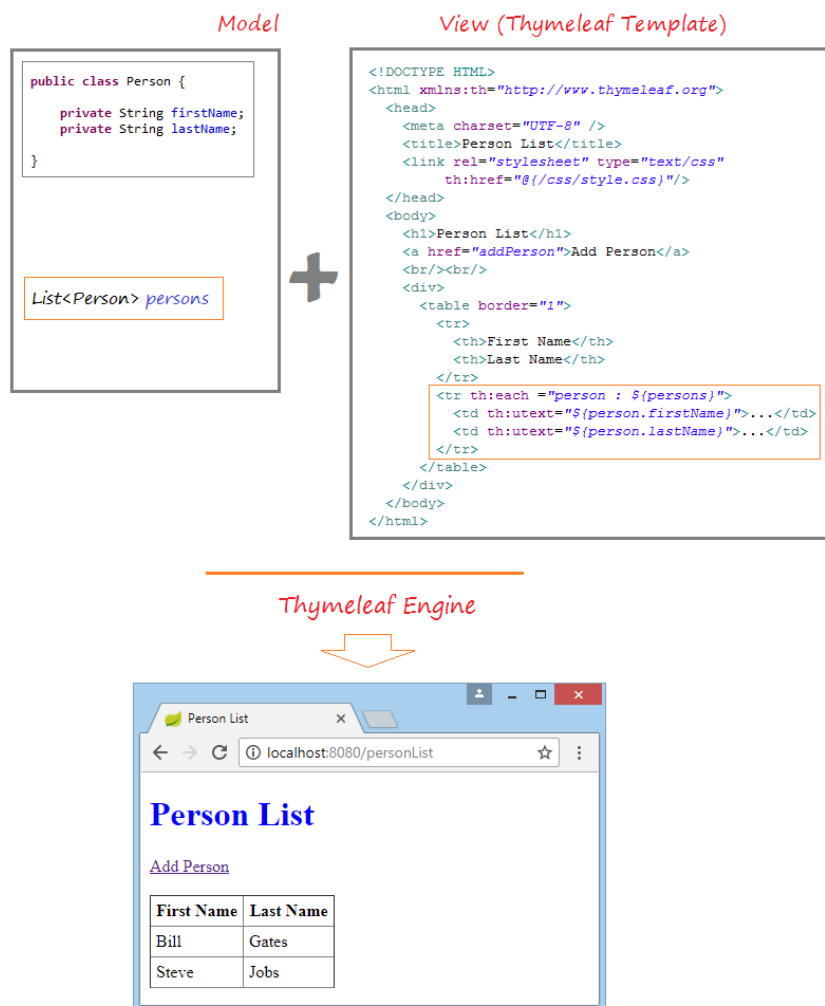 Model
View (Thymeleaf Template)
public class Person {
private String firstName;
private String lastName;
}
List<Person> persons
<!DOCTYPE HTML>
<html xmlns:th="http://www.thymeleaf.org">
<head>
<meta charset="UTF-8" />
<title>Person List</title>
<link rel="stylesheet" type="text/css"
th:href="@{/css/style.css}"/>
</head>
<body>
<h1>Person List</h1>
<a href="addPerson">Add Person</a>
<br/><br/>
<div>
<table border="1">
<tr>
<th>First Name</th>
<th>Last Name</th>
</tr>
<tr th:each ="person : ${persons}">
<td th:utext="${person.firstName}">...</td>
<td th:utext="${person.lastName}">...</td>
</tr>
</table>
</div>
</body>
</html>
Thymeleaf Engine
Person List
localhost:8080/personList
Person List
Add Person
First Name Last Name
Bill Gates
Steve Jobs